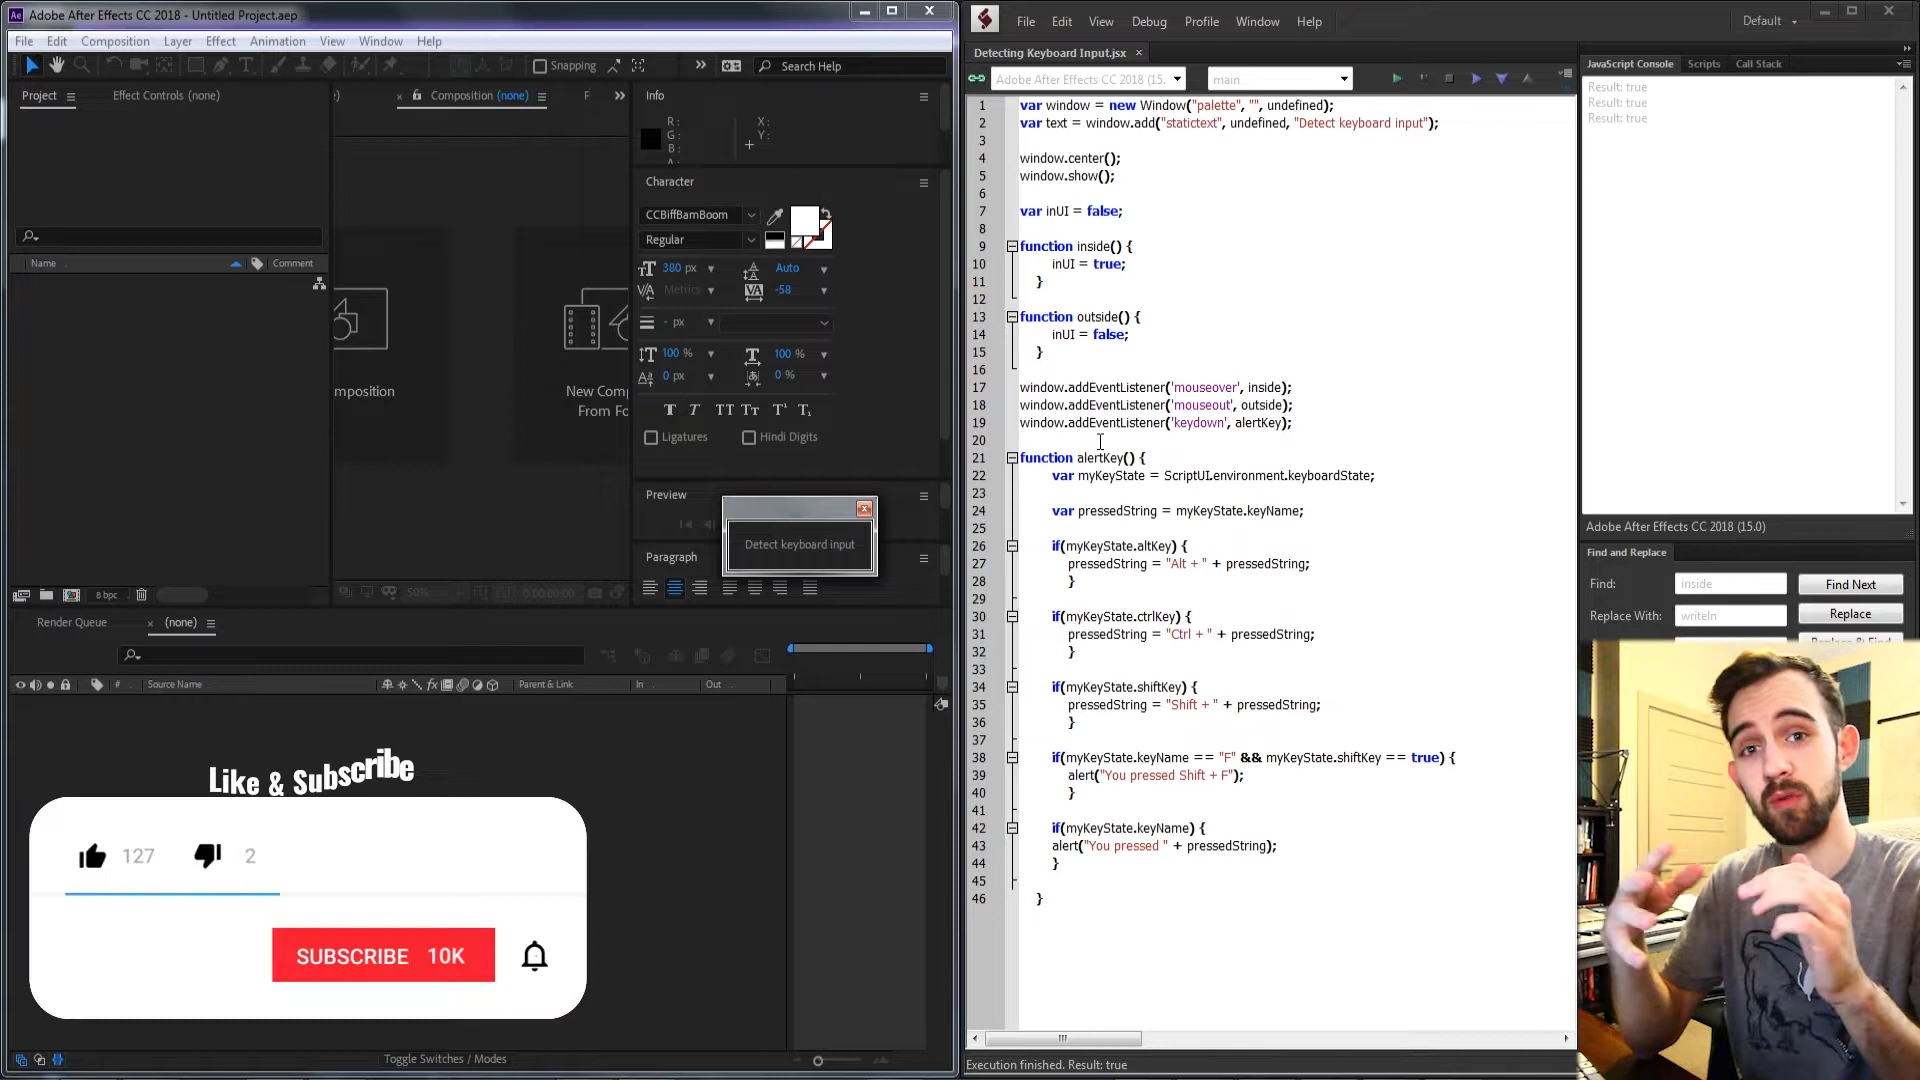 Adobe After Effects CC 2018 - Untitled Project.aep
File Edit Composition Layer Effect Animation View Window Help
Snapping
Search Help
Project
Effect Controls (none)
Composition (none)
Name
Comment
mposition
New Comp
From Fo
8 bpc
50%
0:00:00:00
Info
R:
G:
B:
A:
X:
Y:
Character
CCBiffBamBoom
Regular
380 px
Auto
Metrics
-58
- px
100 %
100 %
0 px
0 %
Ligatures
Hindi Digits
Preview
Paragraph
Detect keyboard input
Render Queue
(none)
# Source Name
Parent & Link
In
Out
Like & Subscribe
127
2
SUBSCRIBE 10K
Toggle Switches / Modes
File Edit View Debug Profile Window Help
Default
Detecting Keyboard Input.jsx
Adobe After Effects CC 2018 (15.
main
1 var window = new Window("palette", "", undefined);
2 var text = window.add("statictext", undefined, "Detect keyboard input");
3
4 window.center();
5 window.show();
6
7 var inUI = false;
8
9 function inside() {
10 inUI = true;
11 }
12
13 function outside() {
14 inUI = false;
15 }
16
17 window.addEventListener('mouseover', inside);
18 window.addEventListener('mouseout', outside);
19 window.addEventListener('keydown', alertKey);
20
21 function alertKey() {
22 var myKeyState = ScriptUI.environment.keyboardState;
23
24 var pressedString = myKeyState.keyName;
25
26 if(myKeyState.altKey) {
27 pressedString = "Alt + " + pressedString;
28 }
29
30 if(myKeyState.ctrlKey) {
31 pressedString = "Ctrl + " + pressedString;
32 }
33
34 if(myKeyState.shiftKey) {
35 pressedString = "Shift + " + pressedString;
36 }
37
38 if(myKeyState.keyName == "F" && myKeyState.shiftKey == true) {
39 alert("You pressed Shift + F");
40 }
41
42 if(myKeyState.keyName) {
43 alert("You pressed " + pressedString);
44 }
45
46 }
Execution finished. Result: true
JavaScript Console
Scripts
Call Stack
Result: true
Result: true
Result: true
Adobe After Effects CC 2018 (15.0)
Find and Replace
Find:
inside
Find Next
Replace With:
writeln
Replace
Replace & Find